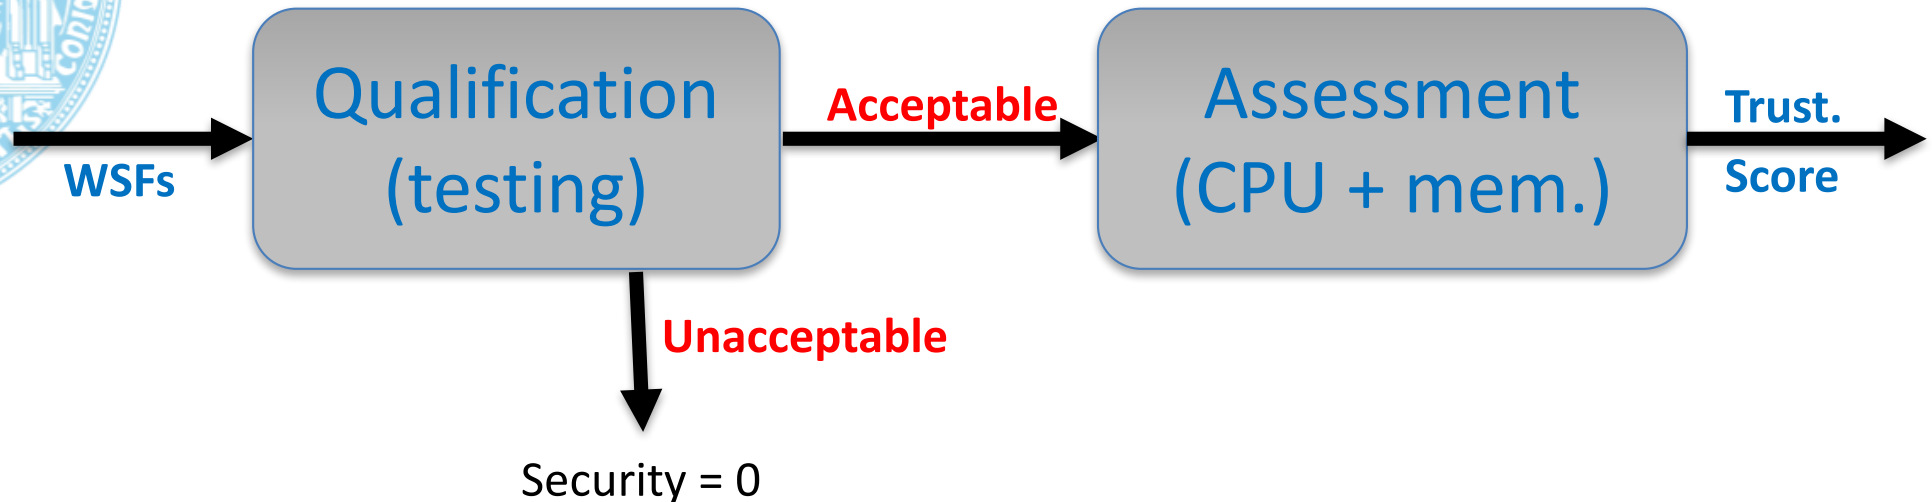 Qualification
(testing)
Acceptable
Assessment
(CPU + mem.)
Trust.
Score
WSFs
Unacceptable
Security = 0